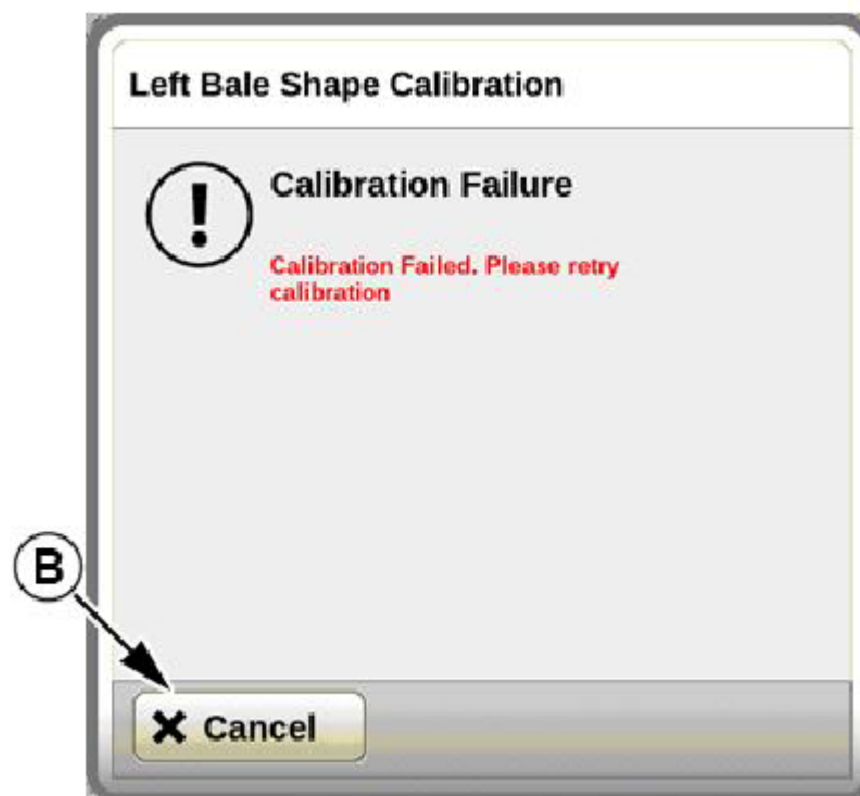 Left Bale Shape Calibration
Calibration Failure
Calibration Failed. Please retry
calibration
B
Cancel